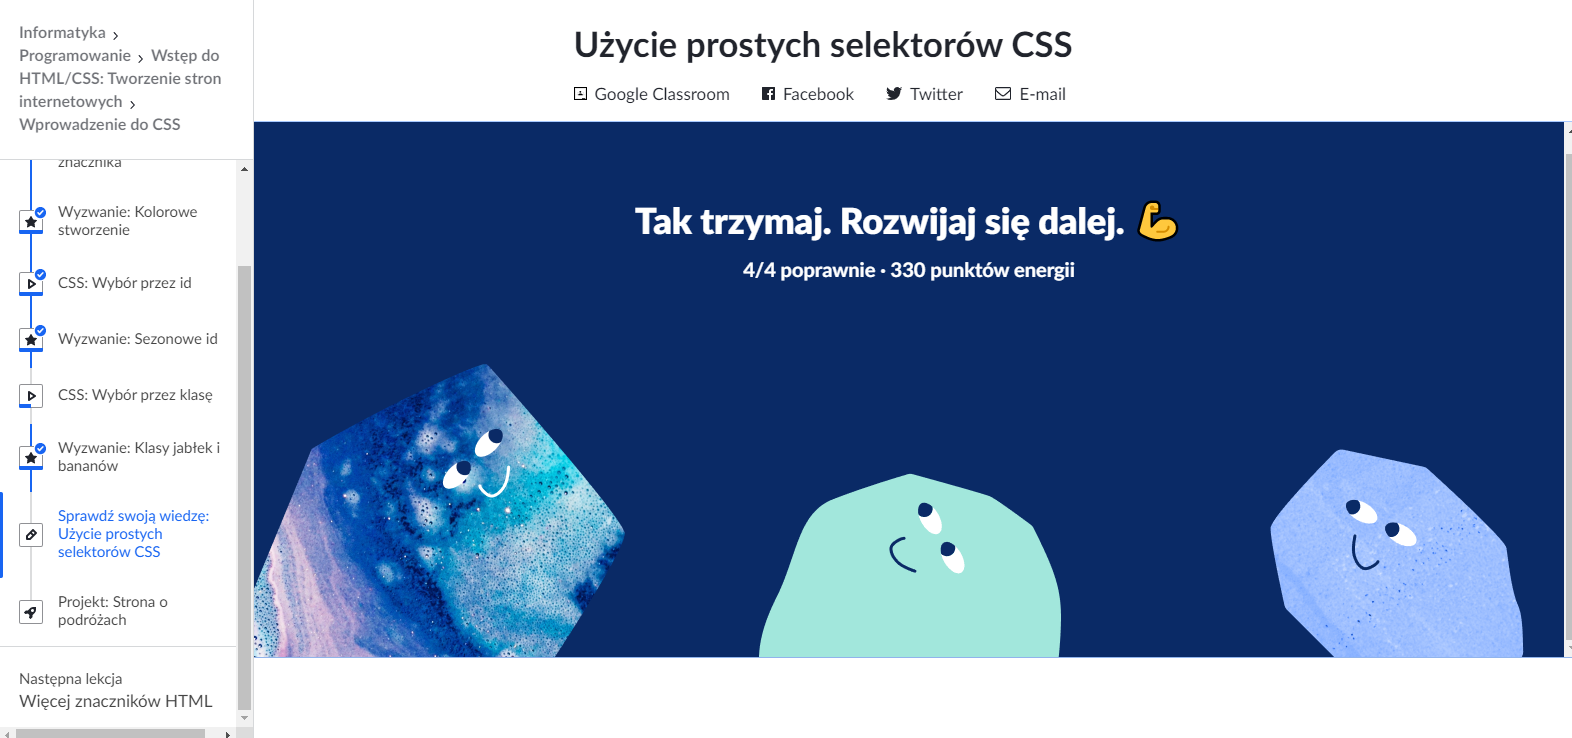 Informatyka
Programowanie Wstęp do
HTML/CSS: Tworzenie stron
internetowych
Wprowadzenie do CSS
znacznika
Wyzwanie: Kolorowe
stworzenie
CSS: Wybór przez id
Wyzwanie: Sezonowe id
CSS: Wybór przez klasę
Wyzwanie: Klasy jabłek i
bananów
Sprawdź swoją wiedzę:
Użycie prostych
selektorów CSS
Projekt: Strona o
podróżach
Następna lekcja
Więcej znaczników HTML
Użycie prostych selektorów CSS
Google Classroom Facebook Twitter E-mail
Tak trzymaj. Rozwijaj się dalej. 💪
4/4 poprawnie · 330 punktów energii